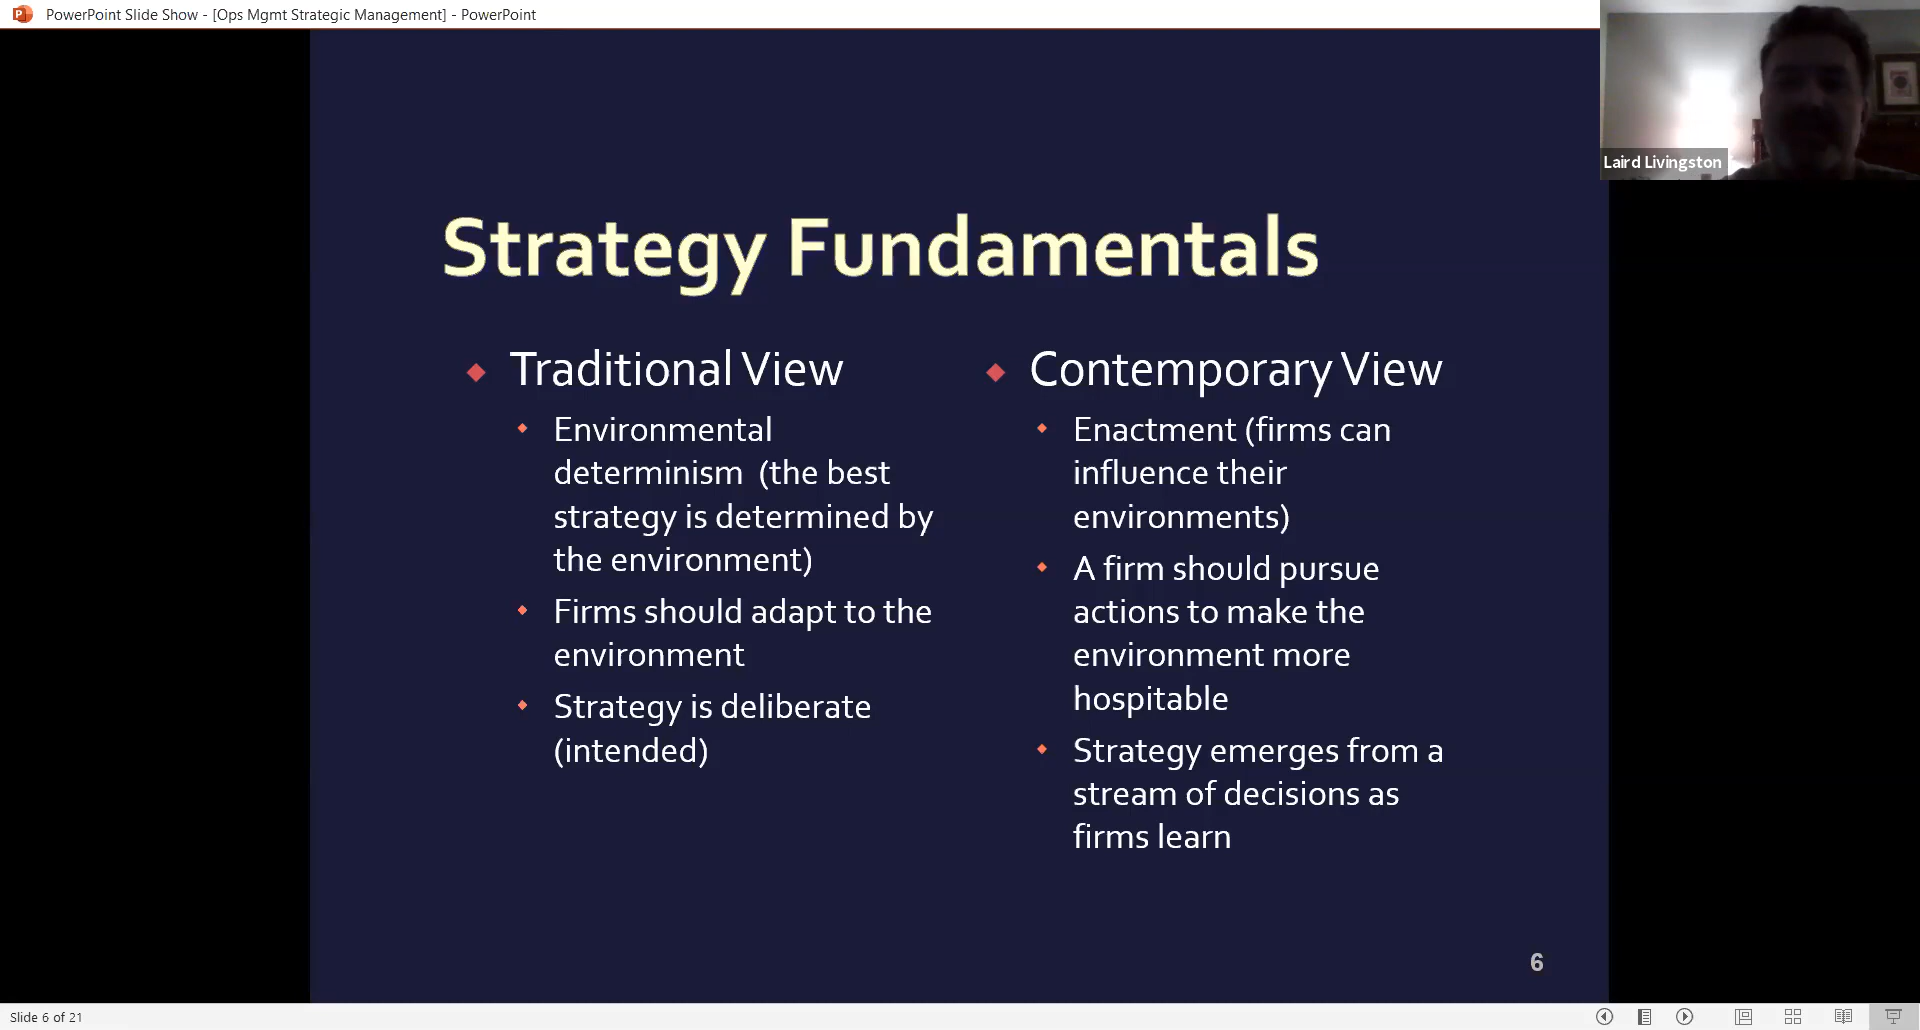 PowerPoint Slide Show - [Ops Mgmt Strategic Management] - PowerPoint
Laird Livingston
Strategy Fundamentals
Traditional View
Environmental
determinism  (the best
strategy is determined by
the environment)
Firms should adapt to the
environment
Strategy is deliberate
(intended)
Contemporary View
Enactment (firms can
influence their
environments)
A firm should pursue
actions to make the
environment more
hospitable
Strategy emerges from a
stream of decisions as
firms learn
6
Slide 6 of 21